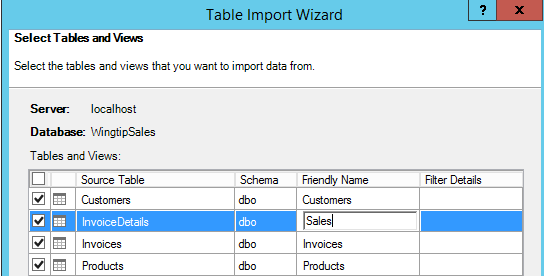 Table Import Wizard
? x
Select Tables and Views
Select the tables and views that you want to import data from.
Server: localhost
Database: WingtipSales
Tables and Views:
Source Table Schema Friendly Name Filter Details
Customers dbo Customers
InvoiceDetails dbo Sales
Invoices dbo Invoices
Products dbo Products